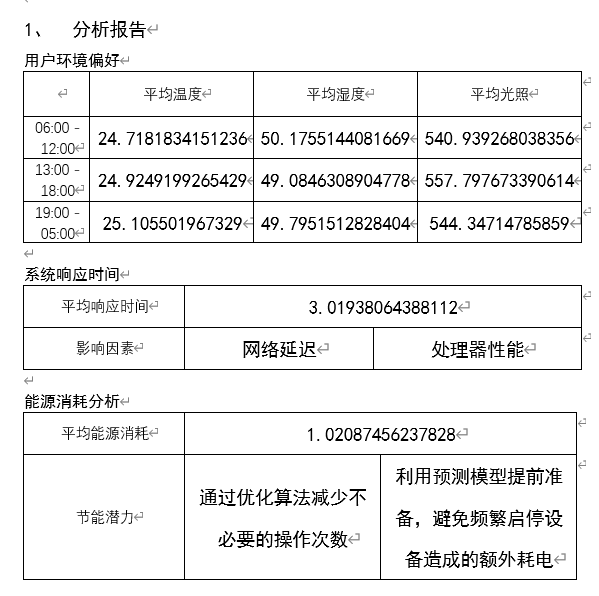 1、 分析报告
用户环境偏好
平均温度 平均湿度 平均光照
06:00 - 12:00 24.7181834151236 50.1755144081669 540.939268038356
13:00 - 18:00 24.9249199265429 49.0846308904778 557.797673390614
19:00 - 05:00 25.105501967329 49.7951512828404 544.34714785859
系统响应时间
平均响应时间 3.01938064388112
影响因素 网络延迟 处理器性能
能源消耗分析
平均能源消耗 1.02087456237828
节能潜力
通过优化算法减少不
必要的操作次数
利用预测模型提前准
备，避免频繁启停设
备造成的额外耗电